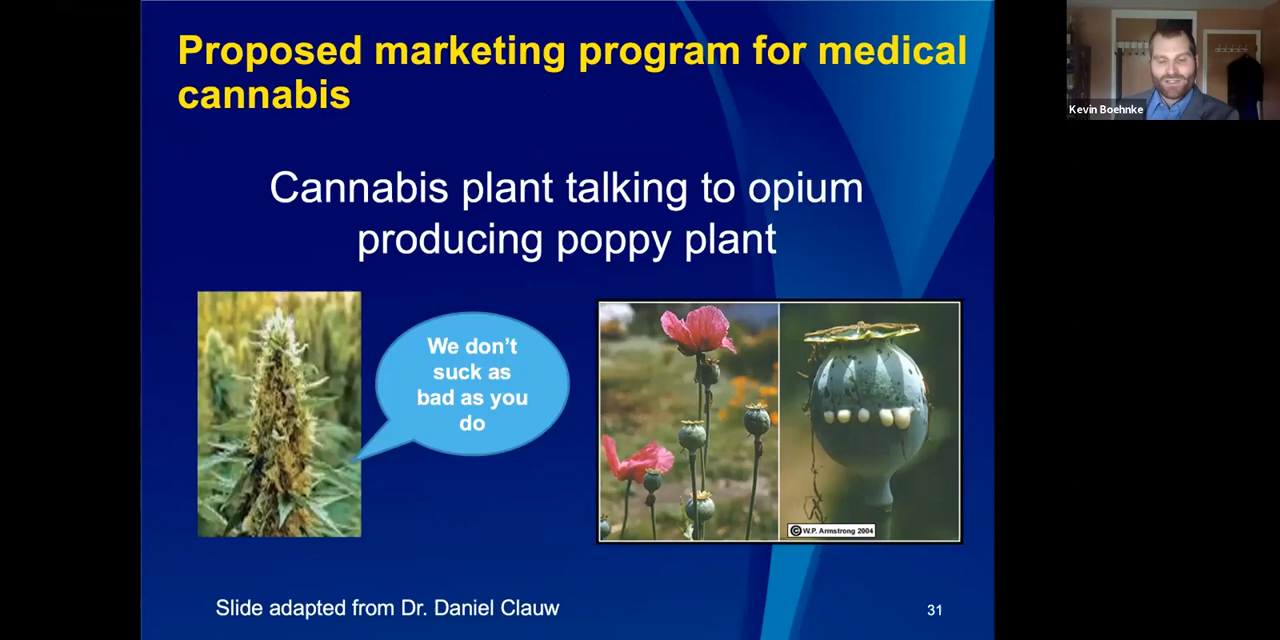 Proposed marketing program for medical
cannabis
Kevin Boehnke
Cannabis plant talking to opium
producing poppy plant
We don't
suck as
bad as you
do
©W.P. Armstrong 2004
Slide adapted from Dr. Daniel Clauw
31